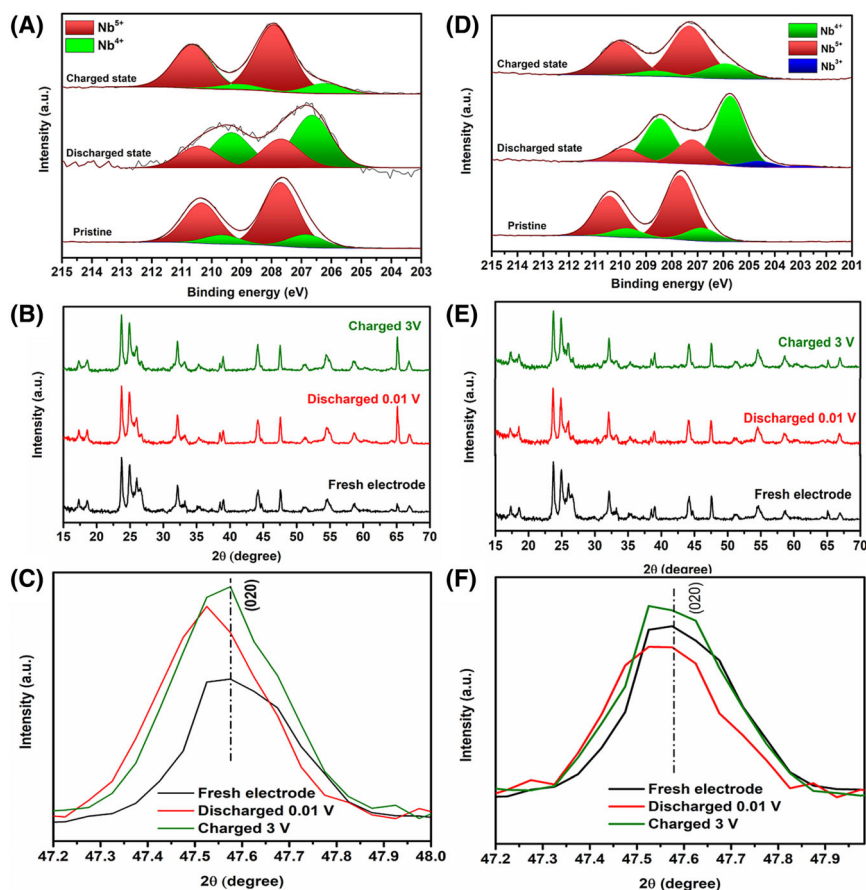 (A)
Nb5+
Nb4+
Charged state
Discharged state
Pristine
Intensity (a.u.)
215 214 213 212 211 210 209 208 207 206 205 204 203
Binding energy (eV)
(D)
Nb4+
Nb5+
Nb3+
Charged state
Discharged state
Pristine
Intensity (a.u.)
215 214 213 212 211 210 209 208 207 206 205 204 203 202 201
Binding energy (eV)
(B)
Charged 3V
Discharged 0.01 V
Fresh electrode
Intensity (a.u.)
15 20 25 30 35 40 45 50 55 60 65 70
2θ (degree)
(E)
Charged 3 V
Discharged 0.01 V
Fresh electrode
Intensity (a.u.)
15 20 25 30 35 40 45 50 55 60 65 70
2θ (degree)
(C)
(020)
Intensity (a.u.)
Fresh electrode
Discharged 0.01 V
Charged 3 V
47.2 47.3 47.4 47.5 47.6 47.7 47.8 47.9 48.0
2θ (degree)
(F)
(020)
Intensity (a.u.)
Fresh electrode
Discharged 0.01 V
Charged 3 V
47.2 47.3 47.4 47.5 47.6 47.7 47.8 47.9
2θ (degree)